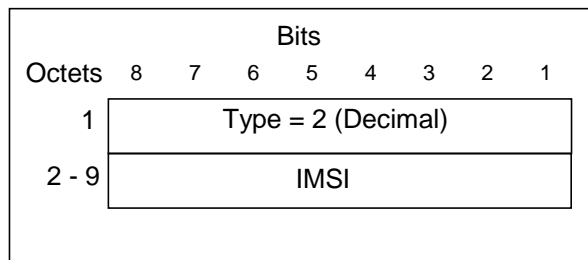 Bits
Octets 8 7 6 5 4 3 2 1
1 Type = 2 (Decimal)
2 - 9 IMSI